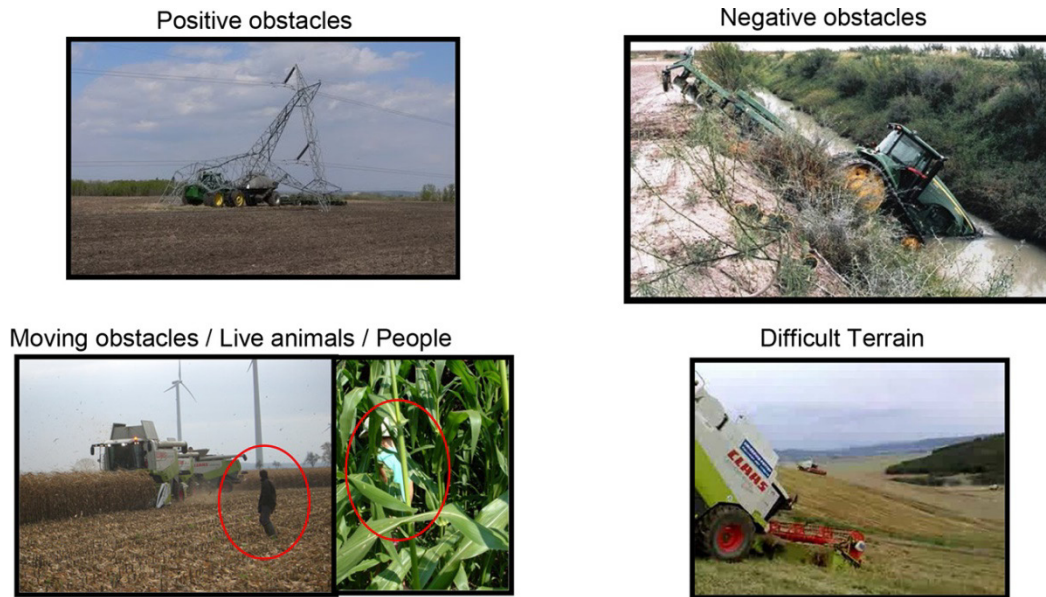 Positive obstacles
Negative obstacles
Moving obstacles / Live animals / People
Difficult Terrain
CLAAS